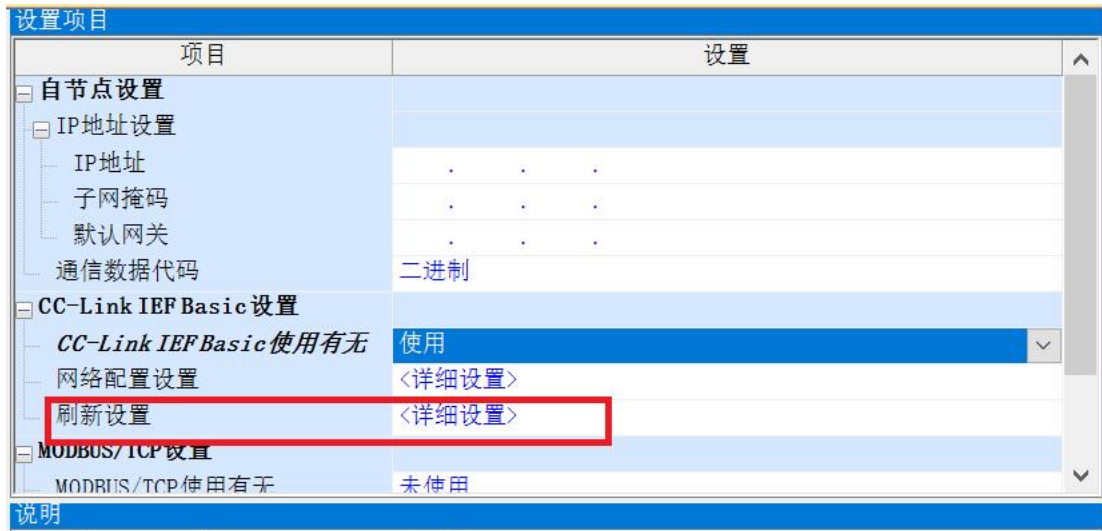 设置项目
项目 设置
自节点设置
IP地址设置
IP地址 . . .
子网掩码 . . .
默认网关 . . .
通信数据代码 二进制
CC-Link IEF Basic设置
CC-Link IEF Basic使用有无 使用
网络配置设置 <详细设置>
刷新设置 <详细设置>
MODBUS/TCP设置
MODBUS/TCP使用有无 未使用
说明